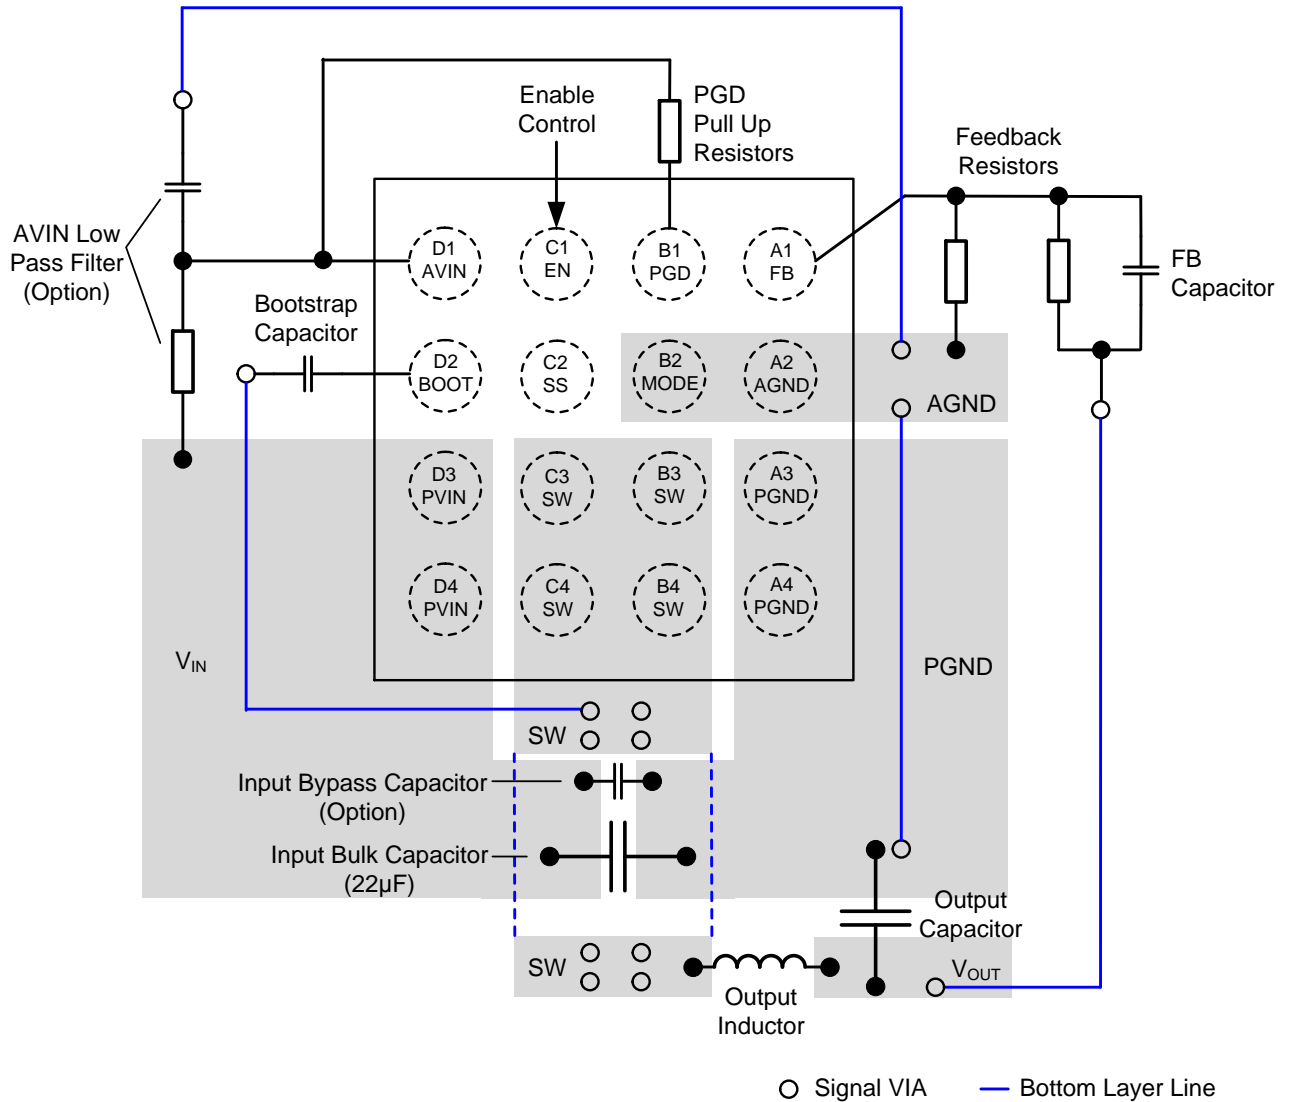 Enable
Control
PGD
Pull Up
Resistors
Feedback
Resistors
AVIN Low
Pass Filter
(Option)
D1
AVIN
C1
EN
B1
PGD
A1
FB
FB
Capacitor
Bootstrap
Capacitor
D2
BOOT
C2
SS
B2
MODE
A2
AGND
AGND
D3
PVIN
C3
SW
B3
SW
A3
PGND
D4
PVIN
C4
SW
B4
SW
A4
PGND
VIN
PGND
SW
Input Bypass Capacitor
(Option)
Input Bulk Capacitor
(22µF)
Output
Capacitor
SW
VOUT
Output
Inductor
Signal VIA
Bottom Layer Line